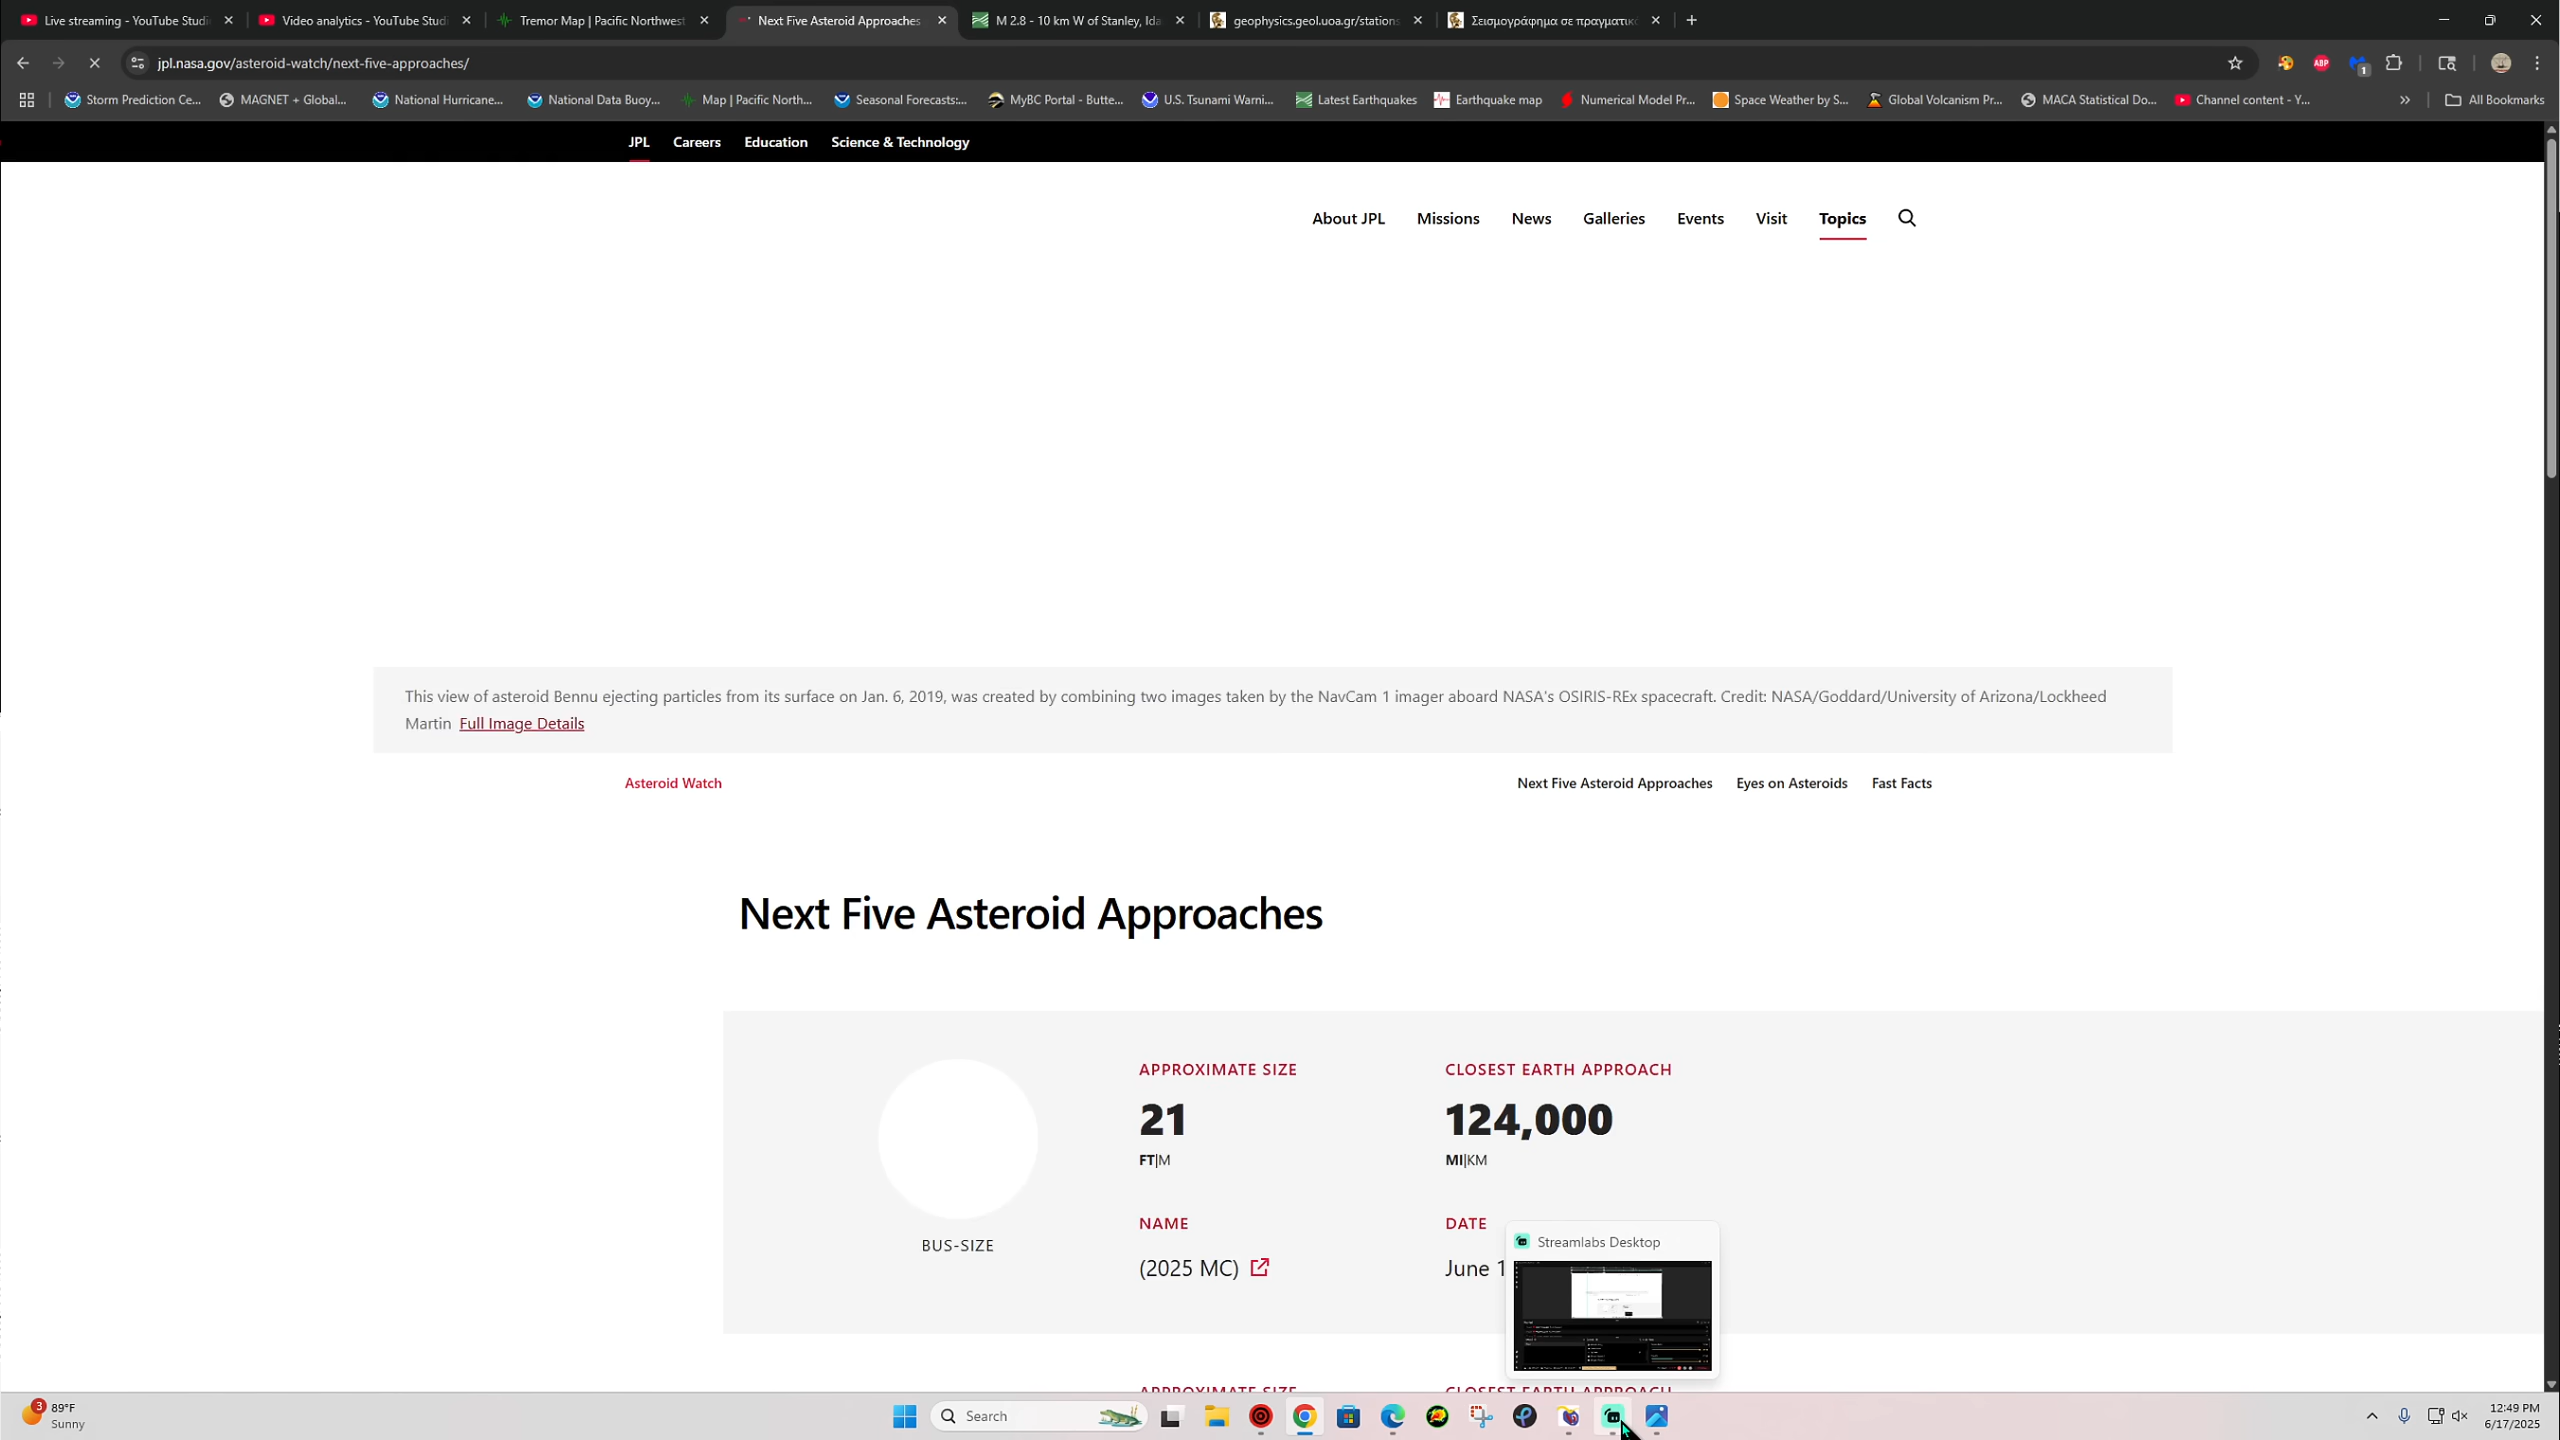 Live streaming - YouTube Studi
Video analytics - YouTube Studi
Tremor Map | Pacific Northwest
Next Five Asteroid Approaches
M 2.8 - 10 km W of Stanley, Ida
geophysics.geol.uoa.gr/stations
Σεισμογράφημα σε πραγματικό
jpl.nasa.gov/asteroid-watch/next-five-approaches/
ABP
1
Storm Prediction Ce...
MAGNET + Global...
National Hurricane...
National Data Buoy...
Map | Pacific North...
Seasonal Forecasts:...
MyBC Portal - Butte...
U.S. Tsunami Warni...
Latest Earthquakes
Earthquake map
Numerical Model Pr...
Space Weather by S...
Global Volcanism Pr...
MACA Statistical Do...
Channel content - Y...
All Bookmarks
JPL
Careers
Education
Science & Technology
About JPL
Missions
News
Galleries
Events
Visit
Topics
This view of asteroid Bennu ejecting particles from its surface on Jan. 6, 2019, was created by combining two images taken by the NavCam 1 imager aboard NASA's OSIRIS-REx spacecraft. Credit: NASA/Goddard/University of Arizona/Lockheed
Martin Full Image Details
Asteroid Watch
Next Five Asteroid Approaches
Eyes on Asteroids
Fast Facts
Next Five Asteroid Approaches
APPROXIMATE SIZE
CLOSEST EARTH APPROACH
21
124,000
FT|M
MI|KM
NAME
DATE
BUS-SIZE
(2025 MC)
June 1
Streamlabs Desktop
APPROXIMATE SIZE
CLOSEST EARTH APPROACH
3
89°F
Sunny
Search
12:49 PM
6/17/2025